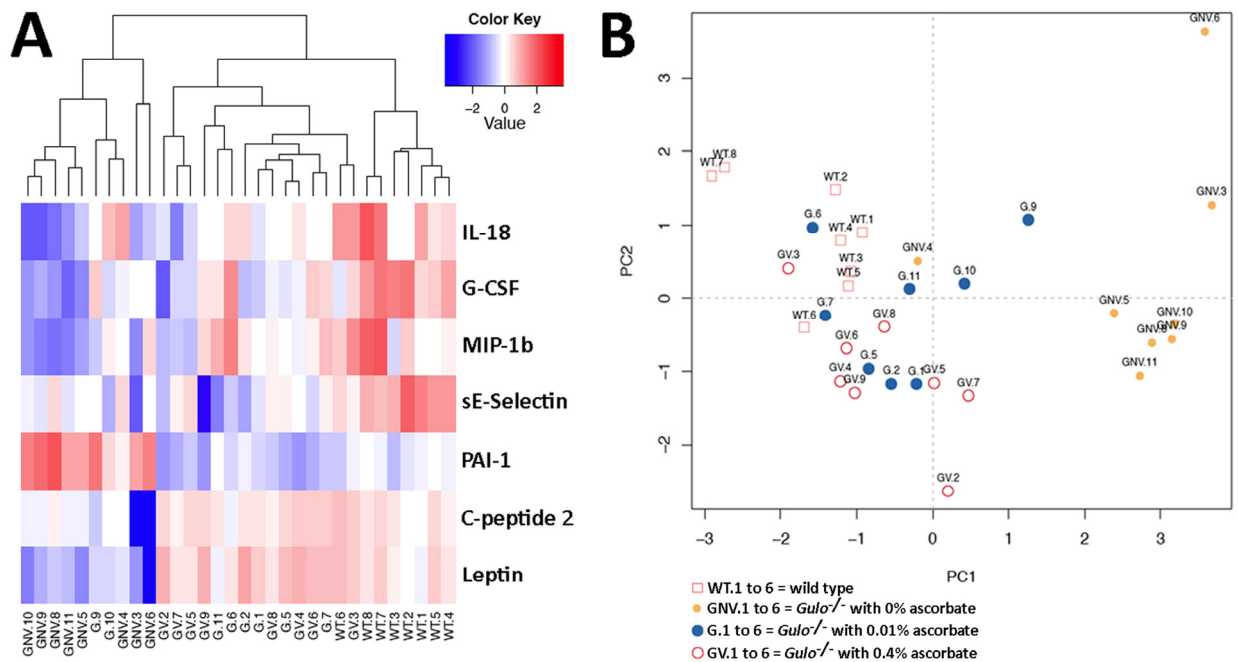 A
Color Key
−2 0 2
Value
IL-18
G-CSF
MIP-1b
sE-Selectin
PAI-1
C-peptide 2
Leptin
GNV.10
GNV.9
GNV.8
GNV.11
GNV.5
G.9
G.10
GNV.4
GNV.3
GNV.6
GV.2
GV.7
GV.5
GV.9
G.11
G.6
G.2
G.1
GV.8
G.5
GV.4
GV.6
G.7
WT.6
GV.3
WT.8
WT.7
WT.3
WT.2
WT.1
WT.5
WT.4
B
GNV.6
3
WT.8
WT.7
2
WT.2
GNV.3
G.9
G.6
WT.1
1
WT.4
GNV.4
GV.3
WT.3
G.10
WT.5
G.11
PC2
0
G.7
GNV.5
WT.6
GV.8
GNV.10
GNV.9
GNV.8
GV.6
GNV.11
G.5
−1
GV.4
GV.9
G.2
G.1
GV.5
GV.7
−2
GV.2
−3 −2 −1 0 1 2 3
PC1
WT.1 to 6 = wild type
GNV.1 to 6 = Gulo-/- with 0% ascorbate
G.1 to 6 = Gulo-/- with 0.01% ascorbate
GV.1 to 6 = Gulo-/- with 0.4% ascorbate